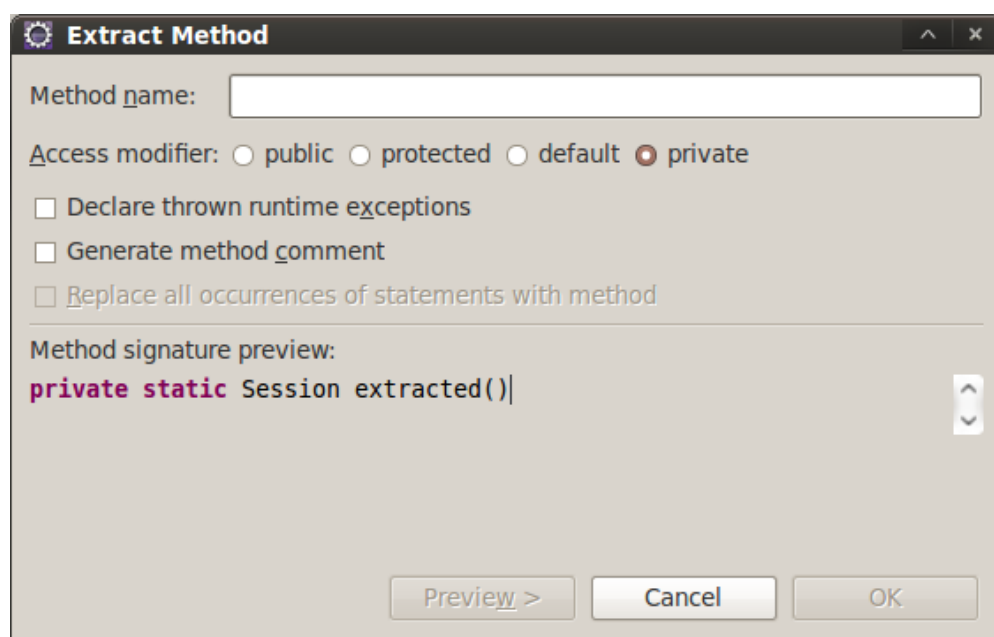 Extract Method
Method name:
Access modifier: public protected default private
Declare thrown runtime exceptions
Generate method comment
Replace all occurrences of statements with method
Method signature preview:
private static Session extracted()
Preview > Cancel OK